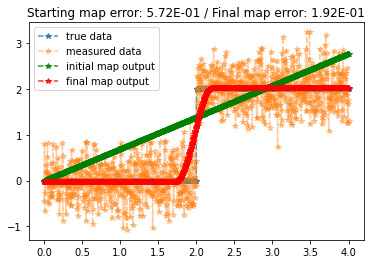 Starting map error: 5.72E-01 / Final map error: 1.92E-01
true data
measured data
initial map output
final map output
3
2
1
0
−1
0.0 0.5 1.0 1.5 2.0 2.5 3.0 3.5 4.0